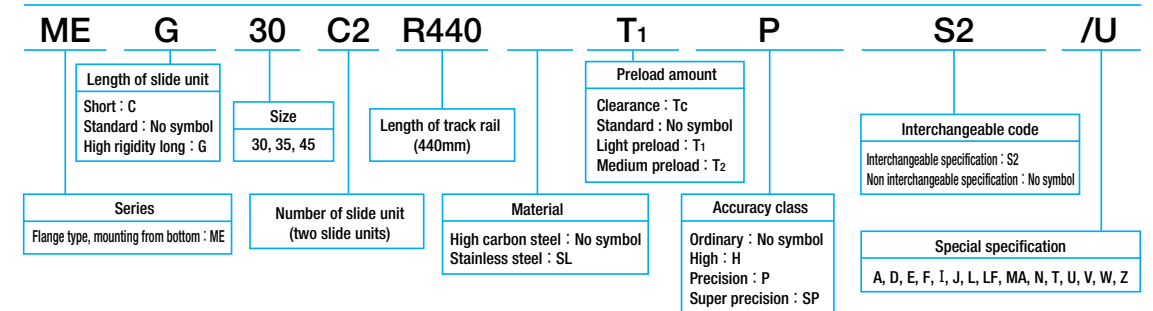 ME G 30 C2 R440 T1 P S2 /U
Length of slide unit
Short : C
Standard : No symbol
High rigidity long : G
Size
30, 35, 45
Length of track rail
(440mm)
Preload amount
Clearance : Tc
Standard : No symbol
Light preload : T1
Medium preload : T2
Interchangeable code
Interchangeable specification : S2
Non interchangeable specification : No symbol
Series
Flange type, mounting from bottom : ME
Number of slide unit
(two slide units)
Material
High carbon steel : No symbol
Stainless steel : SL
Accuracy class
Ordinary : No symbol
High : H
Precision : P
Super precision : SP
Special specification
A, D, E, F, I, J, L, LF, MA, N, T, U, V, W, Z